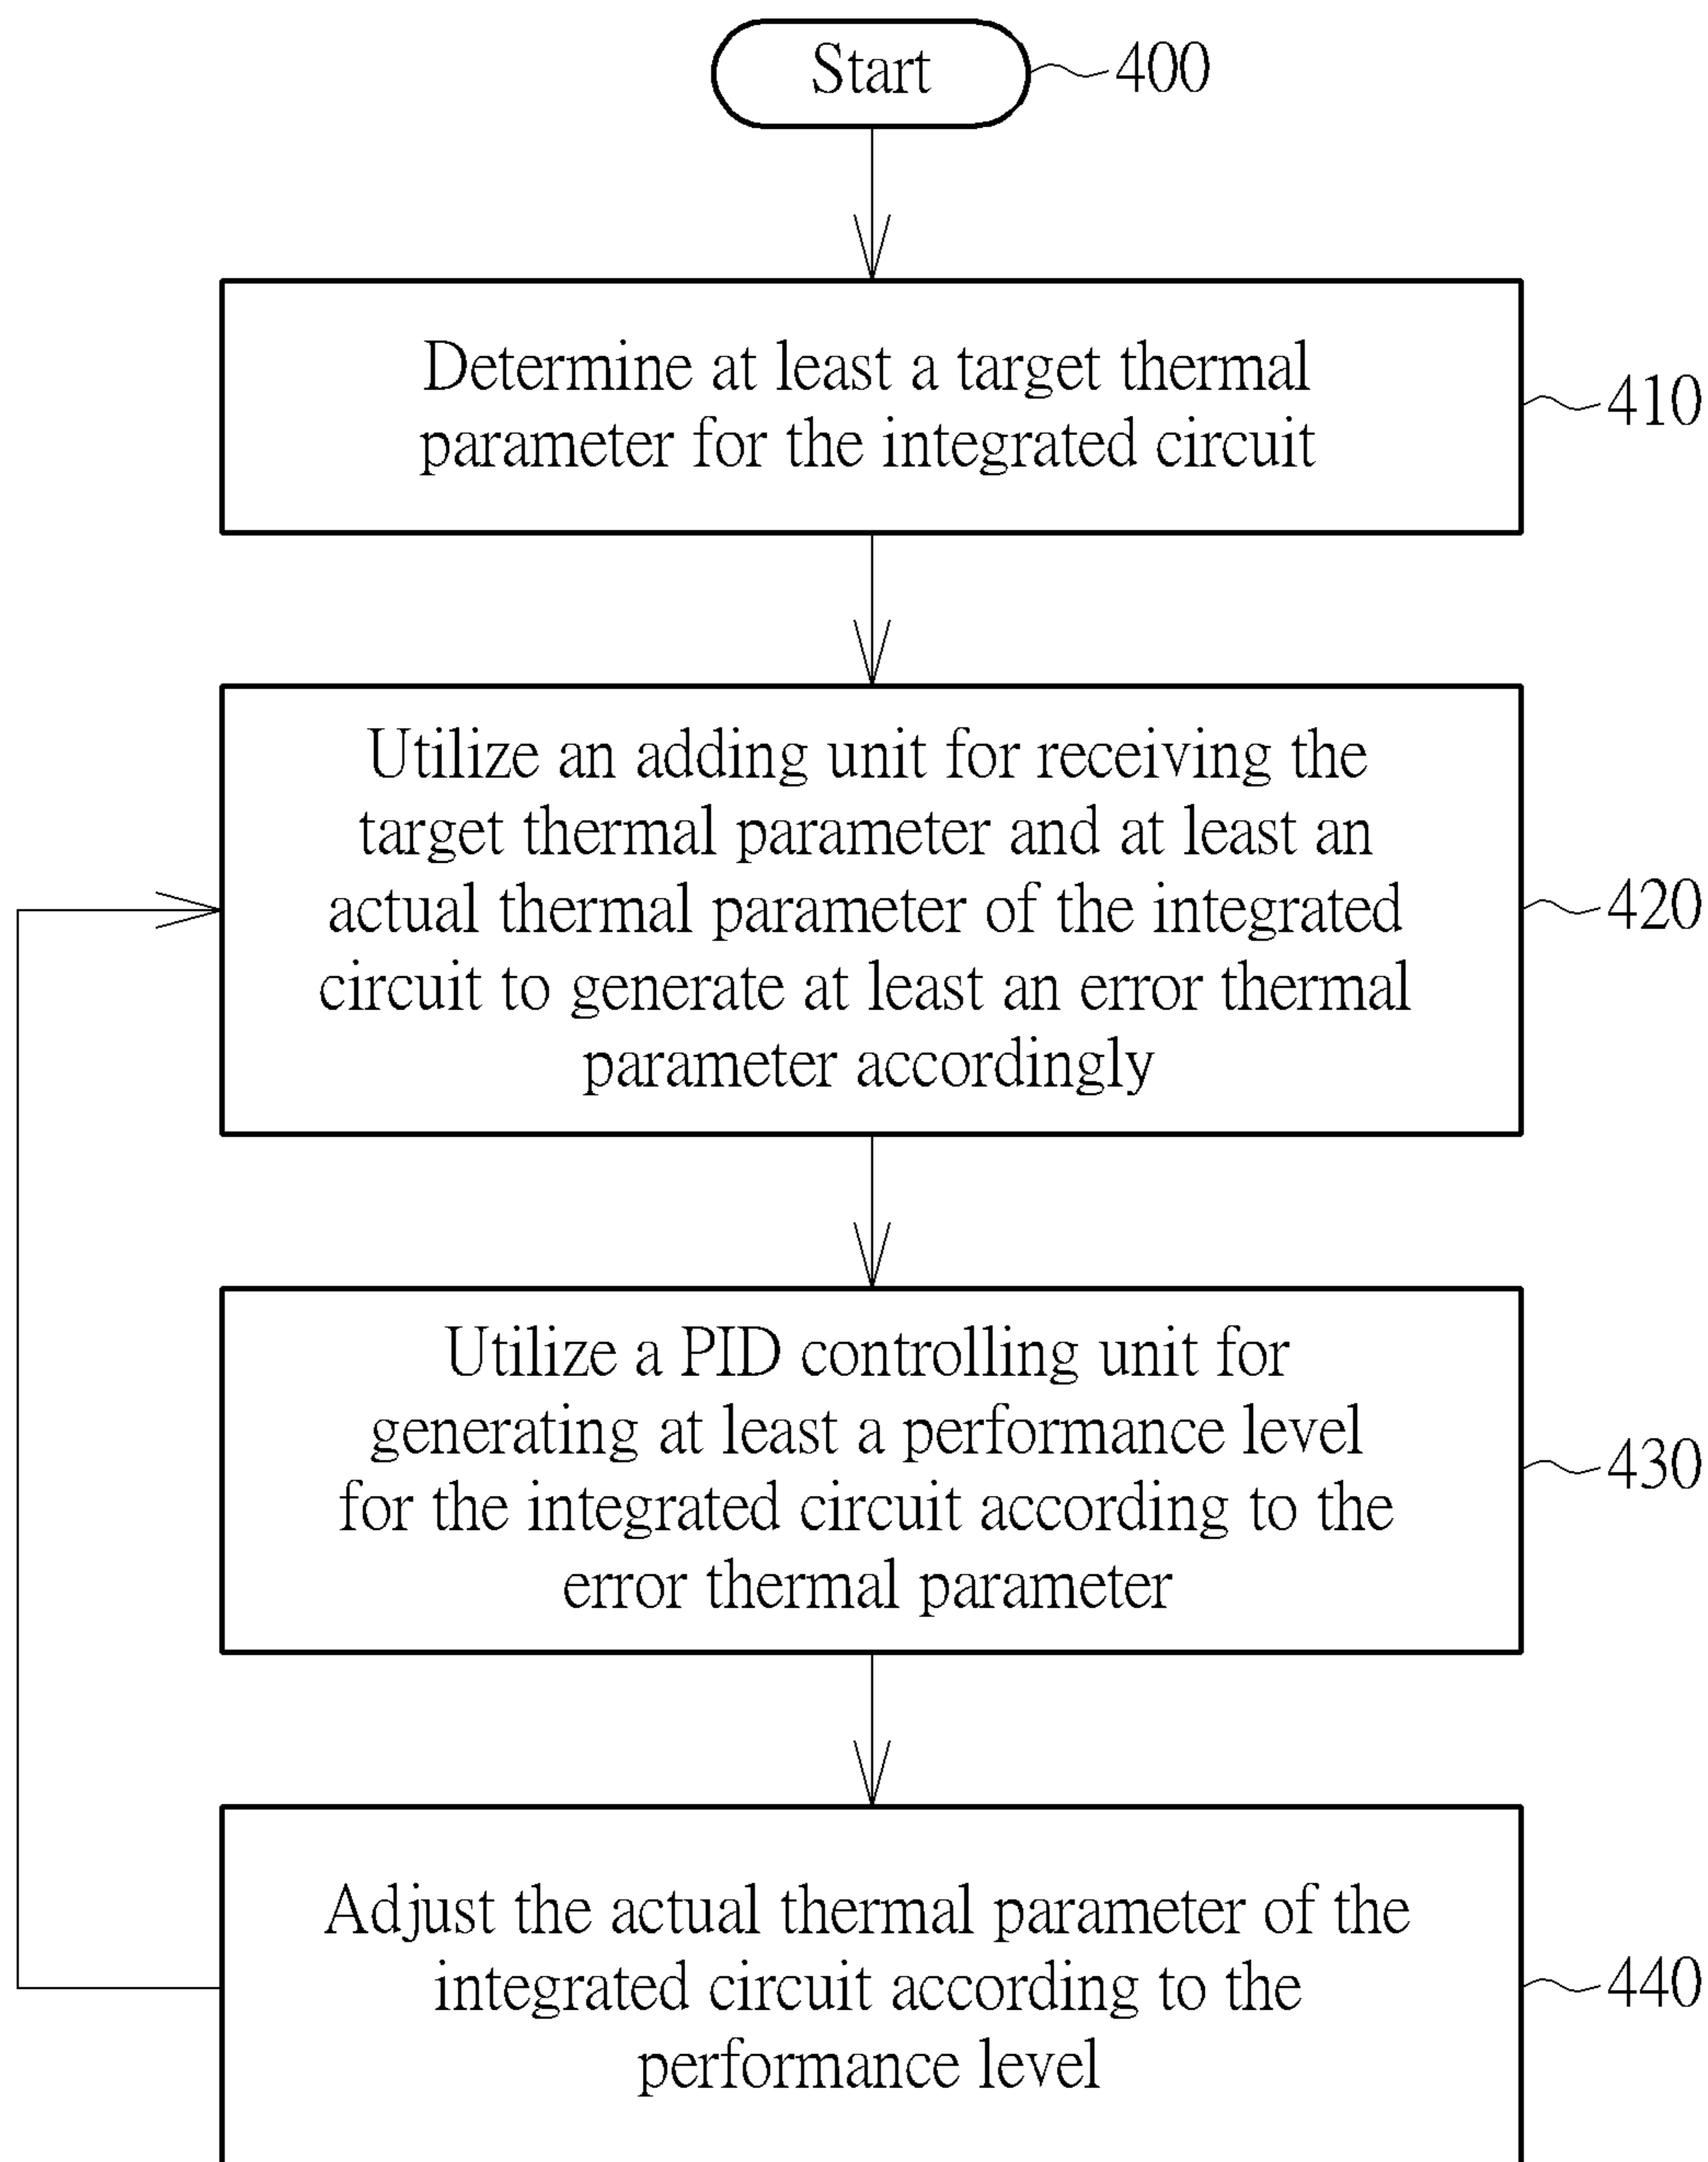 Start
400
Determine at least a target thermal
parameter for the integrated circuit
410
Utilize an adding unit for receiving the
target thermal parameter and at least an
actual thermal parameter of the integrated
circuit to generate at least an error thermal
parameter accordingly
420
Utilize a PID controlling unit for
generating at least a performance level
for the integrated circuit according to the
error thermal parameter
430
Adjust the actual thermal parameter of the
integrated circuit according to the
performance level
440